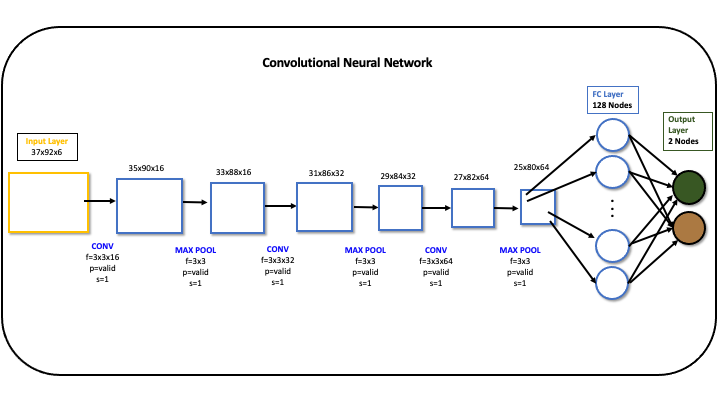 Convolutional Neural Network
FC Layer
128 Nodes
Output
Layer
2 Nodes
Input Layer
37x92x6
35x90x16
33x88x16
31x86x32
29x84x32
27x82x64
25x80x64
CONV
f=3x3x16
p=valid
s=1
MAX POOL
f=3x3
p=valid
s=1
CONV
f=3x3x32
p=valid
s=1
MAX POOL
f=3x3
p=valid
s=1
CONV
f=3x3x64
p=valid
s=1
MAX POOL
f=3x3
p=valid
s=1